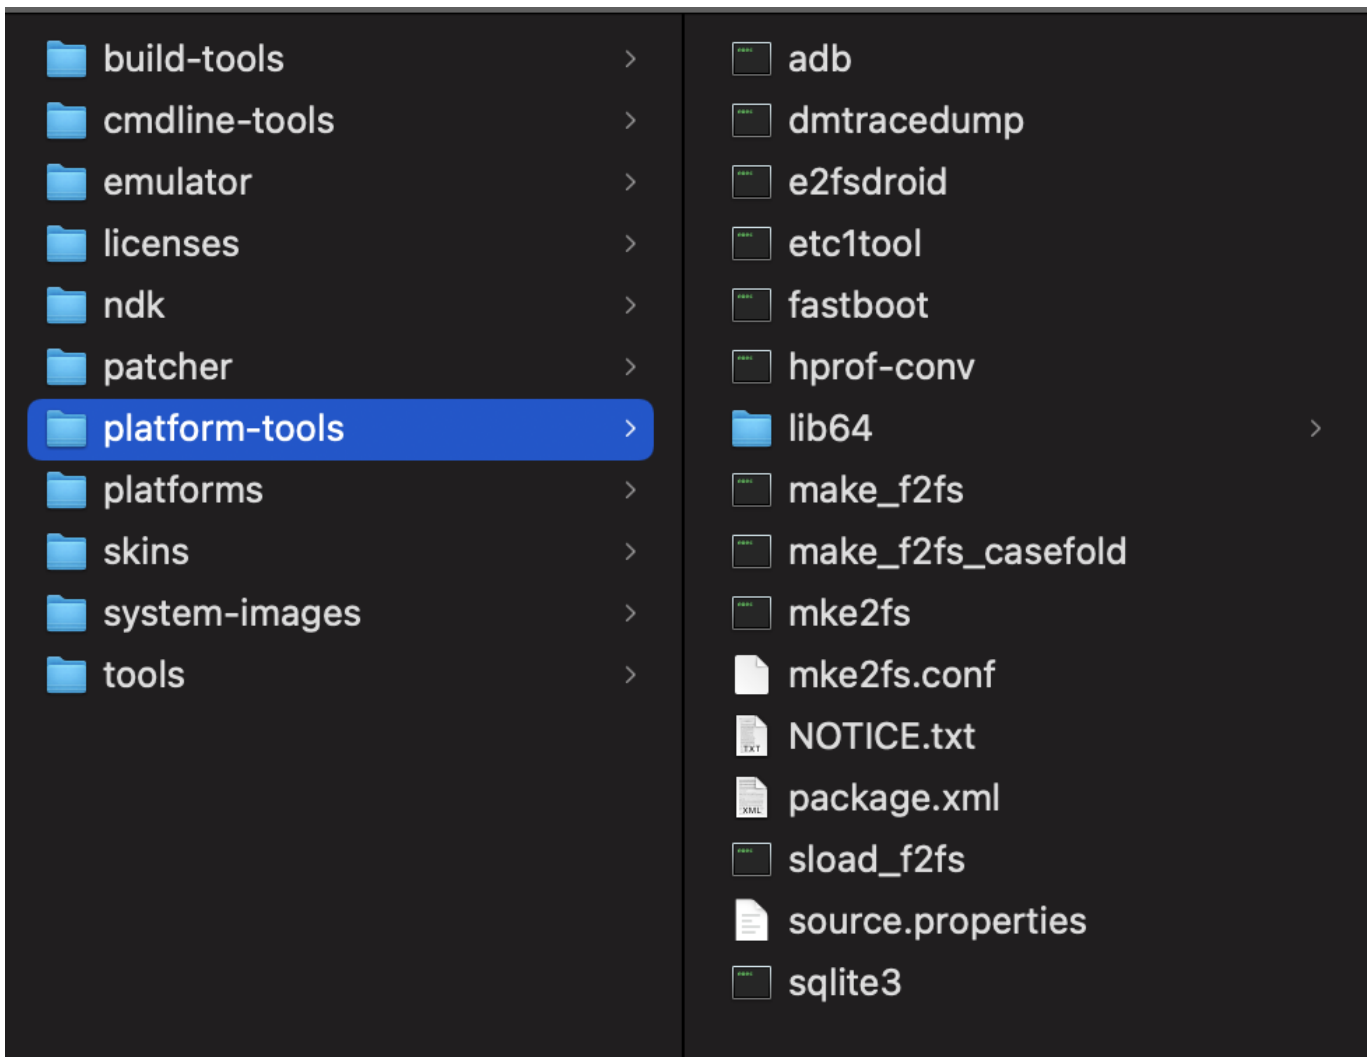 build-tools
cmdline-tools
emulator
licenses
ndk
patcher
platform-tools
platforms
skins
system-images
tools
adb
dmtracedump
e2fsdroid
etc1tool
fastboot
hprof-conv
lib64
make_f2fs
make_f2fs_casefold
mke2fs
mke2fs.conf
NOTICE.txt
package.xml
sload_f2fs
source.properties
sqlite3